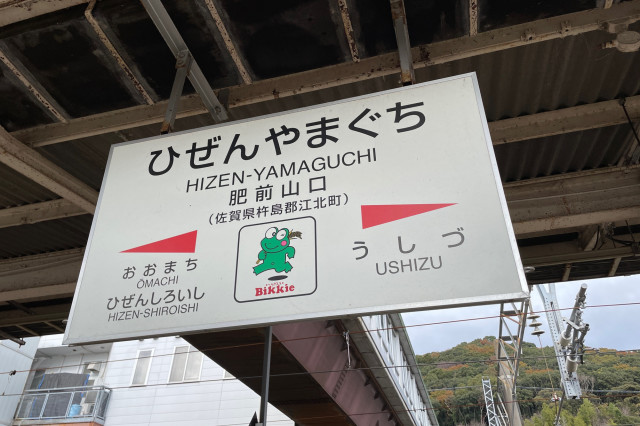 ひぜんやまぐち
HIZEN-YAMAGUCHI
肥前山口
(佐賀県杵島郡江北町)
おおまち
ŌMACHI
ひぜんしろいし
HIZEN-SHIROISHI
うしづ
USHIZU
Bikkie